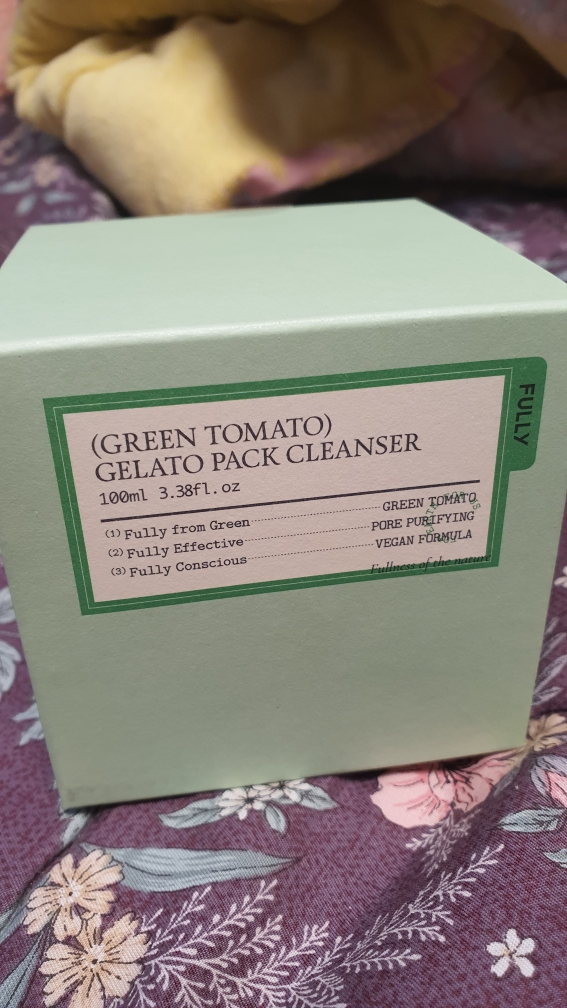 (GREEN TOMATO)
GELATO PACK CLEANSER
100ml 3.38fl.oz
(1) Fully from Green GREEN TOMATO
(2) Fully Effective PORE PURIFYING
(3) Fully Conscious VEGAN FORMULA
Fullness of the nature
FULLY